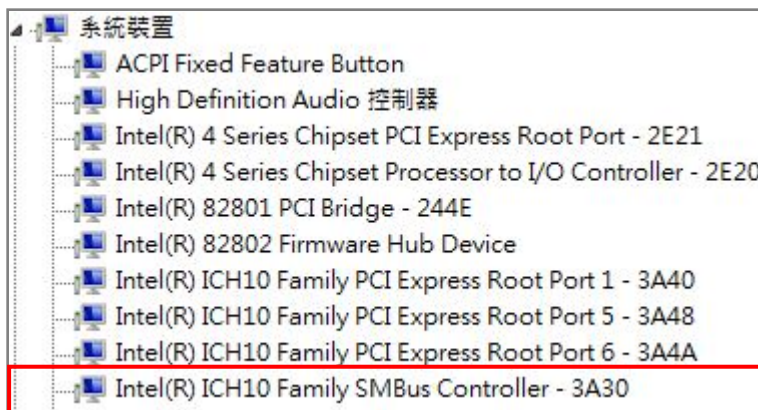 系統裝置
ACPI Fixed Feature Button
High Definition Audio 控制器
Intel(R) 4 Series Chipset PCI Express Root Port - 2E21
Intel(R) 4 Series Chipset Processor to I/O Controller - 2E20
Intel(R) 82801 PCI Bridge - 244E
Intel(R) 82802 Firmware Hub Device
Intel(R) ICH10 Family PCI Express Root Port 1 - 3A40
Intel(R) ICH10 Family PCI Express Root Port 5 - 3A48
Intel(R) ICH10 Family PCI Express Root Port 6 - 3A4A
Intel(R) ICH10 Family SMBus Controller - 3A30